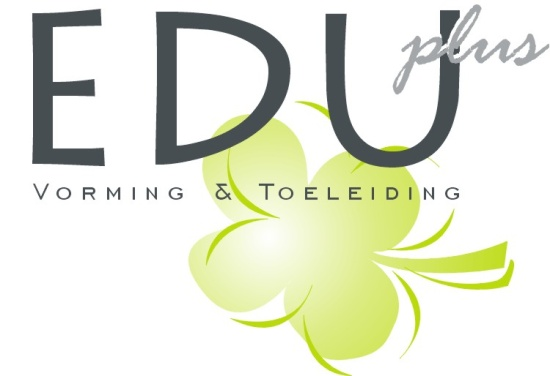 EDU plus
VORMING & TOELEIDING